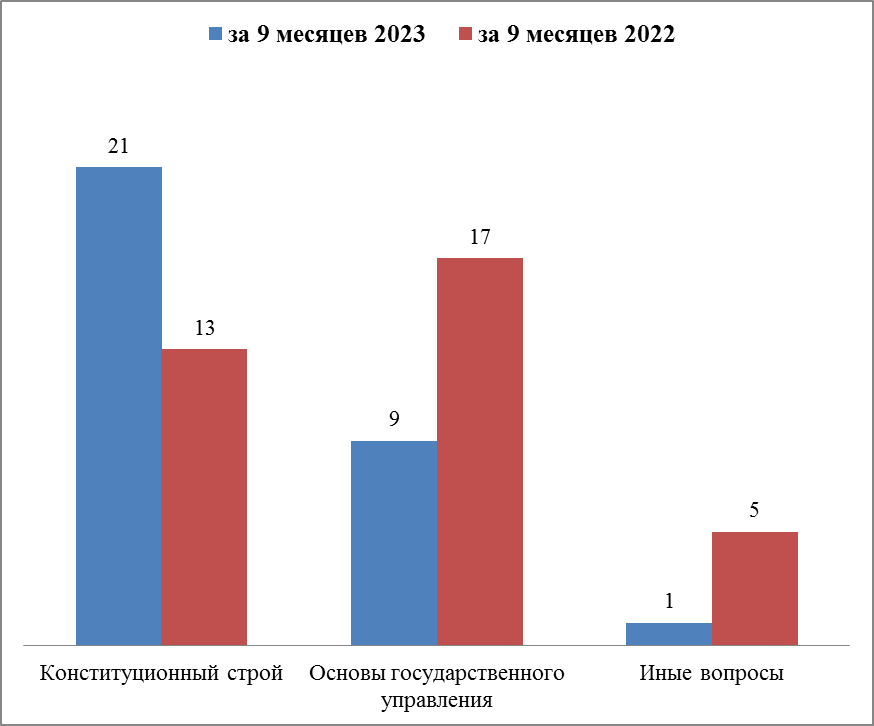 за 9 месяцев 2023 за 9 месяцев 2022
21
13
9
17
1
5
Конституционный строй
Основы государственного
управления
Иные вопросы